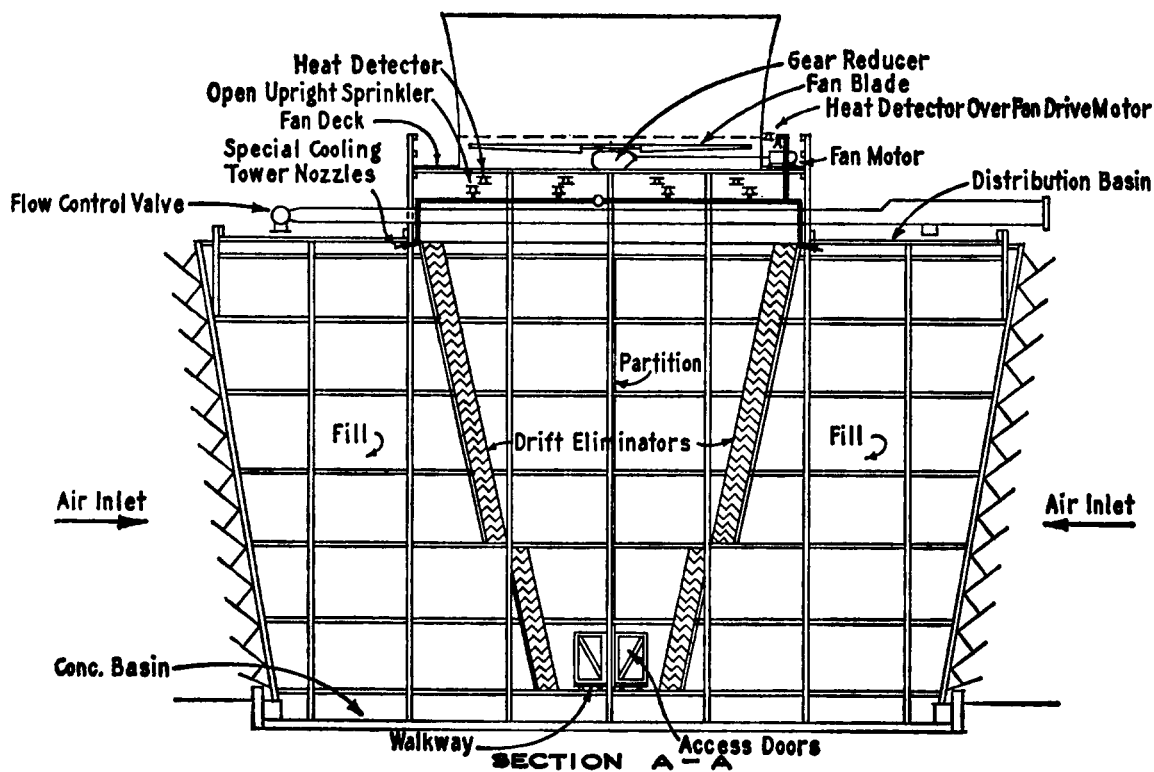 Heat Detector
Open Upright Sprinkler
Fan Deck
Special Cooling
Tower Nozzles
Flow Control Valve
Gear Reducer
Fan Blade
Heat Detector Over Fan Drive Motor
Fan Motor
Distribution Basin
Partition
Fill
Drift Eliminators
Fill
Air Inlet
Air Inlet
Conc. Basin
Walkway
Access Doors
SECTION A-A